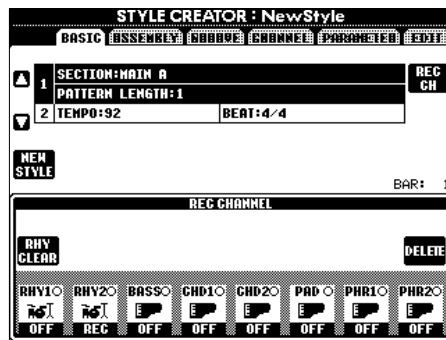 STYLE CREATOR : NewStyle
BASIC ASSEMBLY GROOVE CHANNEL PARAMETER EDIT
1 SECTION:MAIN A
PATTERN LENGTH:1
REC CH
2 TEMPO:92 BEAT:4/4
NEW STYLE
BAR: 1
REC CHANNEL
RHY CLEAR
DELETE
RHY1 RHY2 BASS CHD1 CHD2 PAD PHR1 PHR2
OFF REC OFF OFF OFF OFF OFF OFF